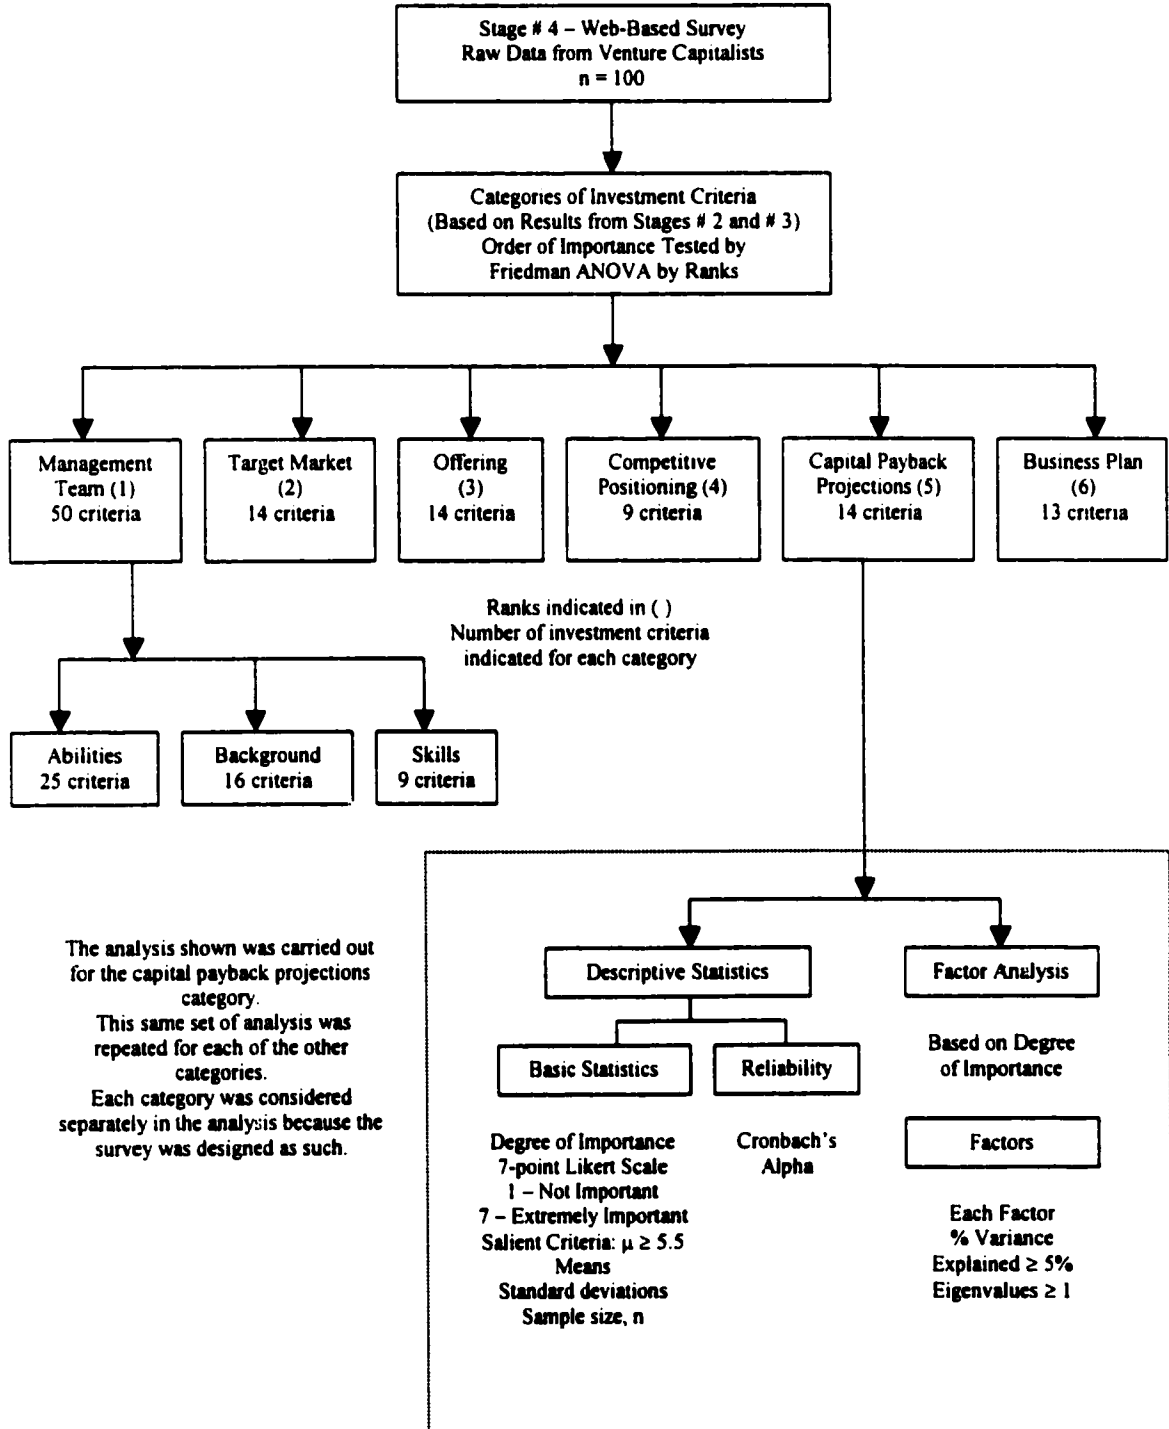 Stage # 4 – Web-Based Survey
Raw Data from Venture Capitalists
n = 100
Categories of Investment Criteria
(Based on Results from Stages # 2 and # 3)
Order of Importance Tested by
Friedman ANOVA by Ranks
Management
Team (1)
50 criteria
Target Market
(2)
14 criteria
Offering
(3)
14 criteria
Competitive
Positioning (4)
9 criteria
Capital Payback
Projections (5)
14 criteria
Business Plan
(6)
13 criteria
Ranks indicated in ( )
Number of investment criteria
indicated for each category
Abilities
25 criteria
Background
16 criteria
Skills
9 criteria
The analysis shown was carried out
for the capital payback projections
category.
This same set of analysis was
repeated for each of the other
categories.
Each category was considered
separately in the analysis because the
survey was designed as such.
Descriptive Statistics
Factor Analysis
Basic Statistics
Reliability
Based on Degree
of Importance
Degree of Importance
7-point Likert Scale
1 – Not Important
7 – Extremely Important
Salient Criteria: μ ≥ 5.5
Means
Standard deviations
Sample size, n
Cronbach's
Alpha
Factors
Each Factor
% Variance
Explained ≥ 5%
Eigenvalues ≥ 1